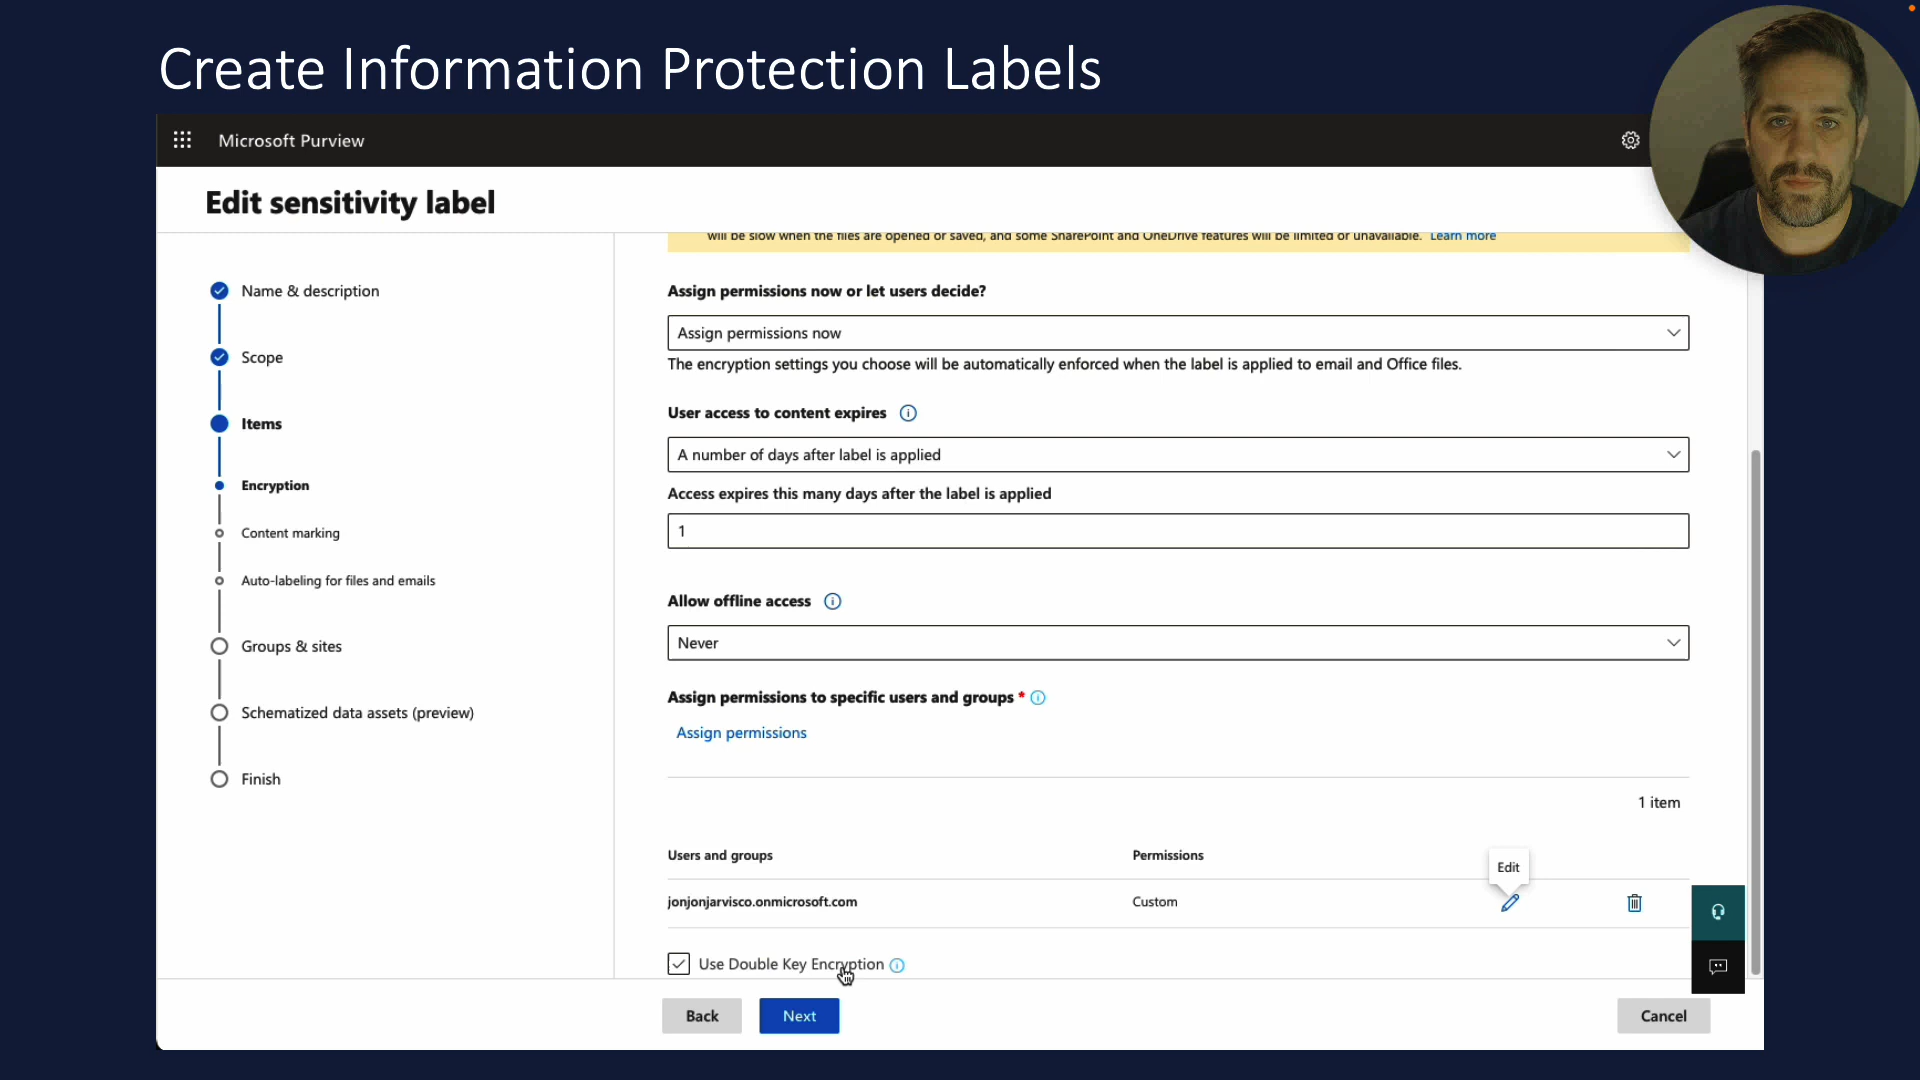 Create Information Protection Labels
Microsoft Purview
Edit sensitivity label
will be slow when the files are opened or saved, and some SharePoint and OneDrive features will be limited or unavailable. Learn more
Name & description
Scope
Items
Encryption
Content marking
Auto-labeling for files and emails
Groups & sites
Schematized data assets (preview)
Finish
Assign permissions now or let users decide?
Assign permissions now
The encryption settings you choose will be automatically enforced when the label is applied to email and Office files.
User access to content expires
A number of days after label is applied
Access expires this many days after the label is applied
1
Allow offline access
Never
Assign permissions to specific users and groups *
Assign permissions
1 item
Users and groups Permissions
Edit
jonjonjarvisco.onmicrosoft.com Custom
Use Double Key Encryption
Back Next Cancel